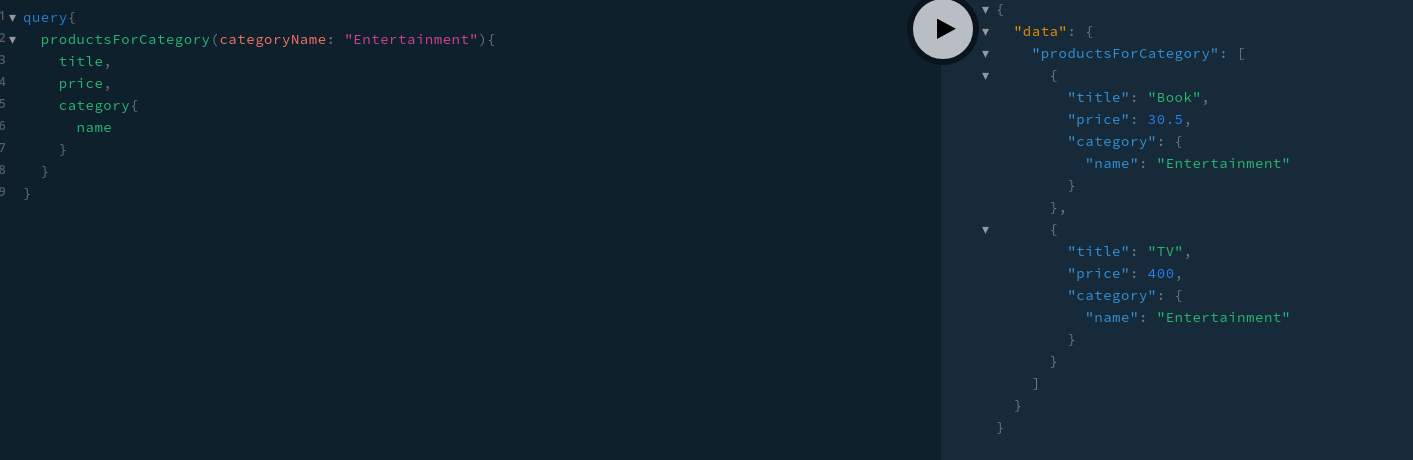 1 query{
2   productsForCategory(categoryName: "Entertainment"){
3     title,
4     price,
5     category{
6       name
7     }
8   }
9 }
{
  "data": {
    "productsForCategory": [
      {
        "title": "Book",
        "price": 30.5,
        "category": {
          "name": "Entertainment"
        }
      },
      {
        "title": "TV",
        "price": 400,
        "category": {
          "name": "Entertainment"
        }
      }
    ]
  }
}